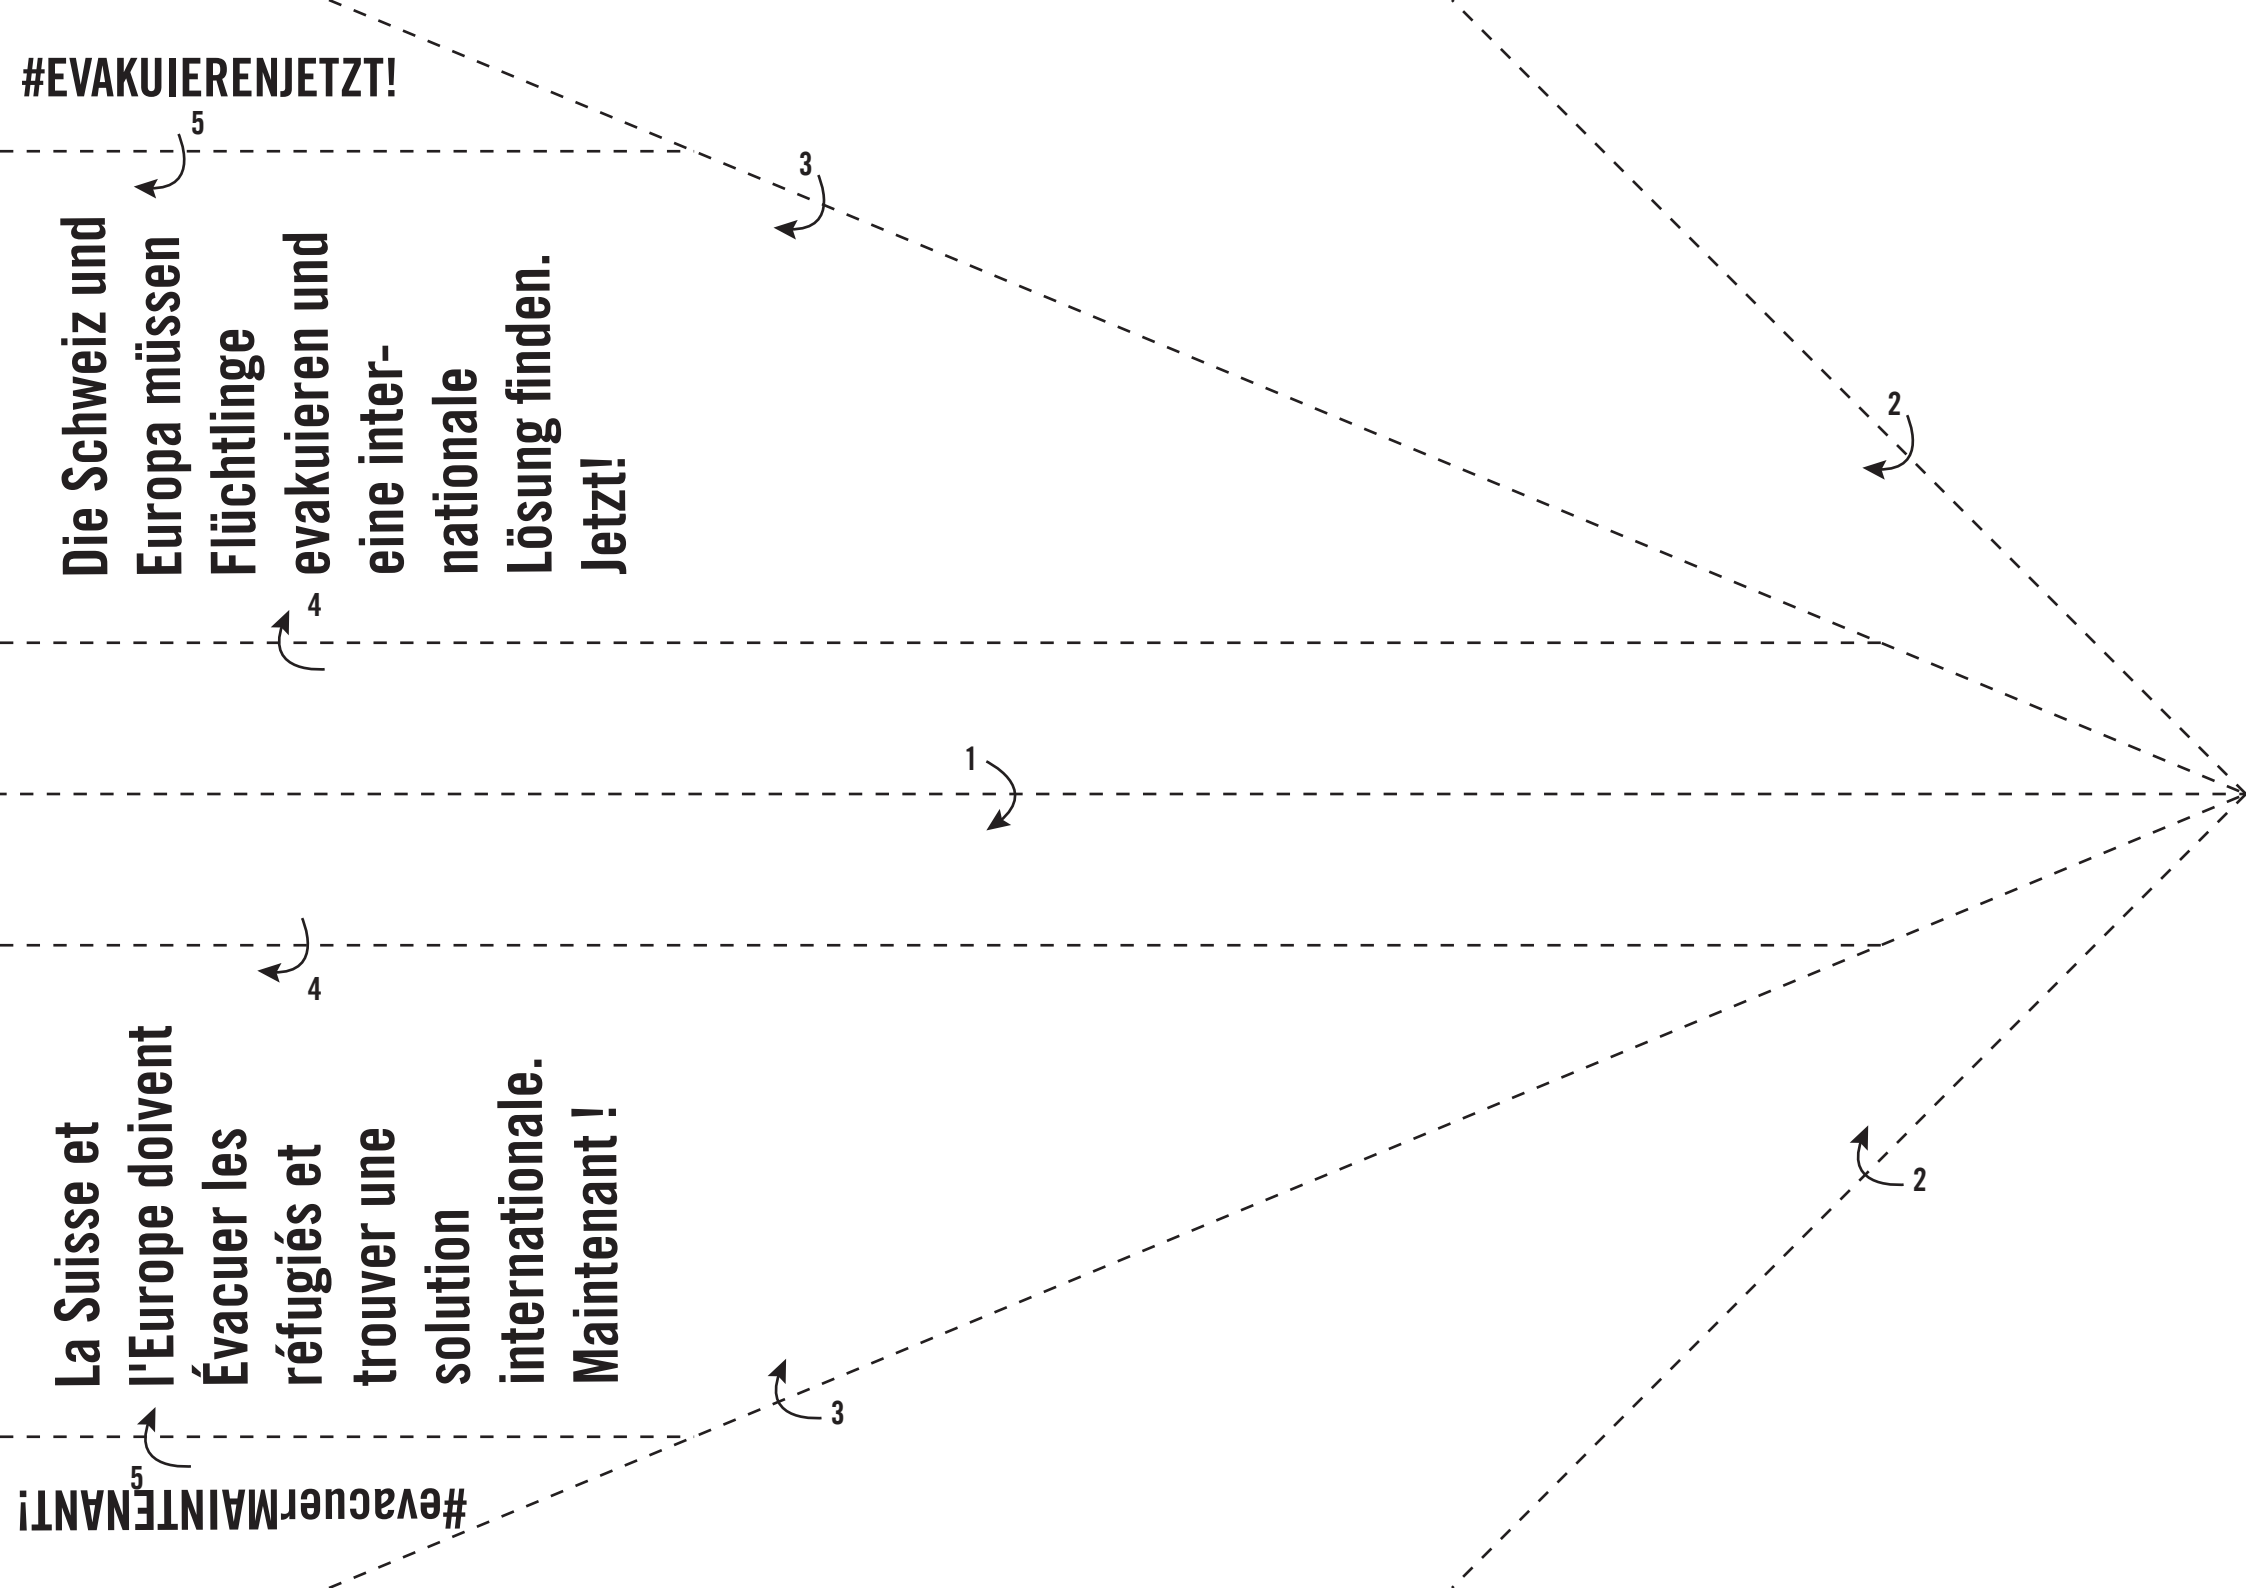 #EVAKUIERENJETZT!
5
3
2
Die Schweiz und
Europa müssen
Flüchtlinge
evakuieren und
eine inter-
nationale
Lösung finden.
Jetzt!
4
1
4
La Suisse et
l'Europe doivent
Évacuer les
réfugiés et
trouver une
solution
internationale.
Maintenant !
2
3
5
#evacuerMAINTENANT!